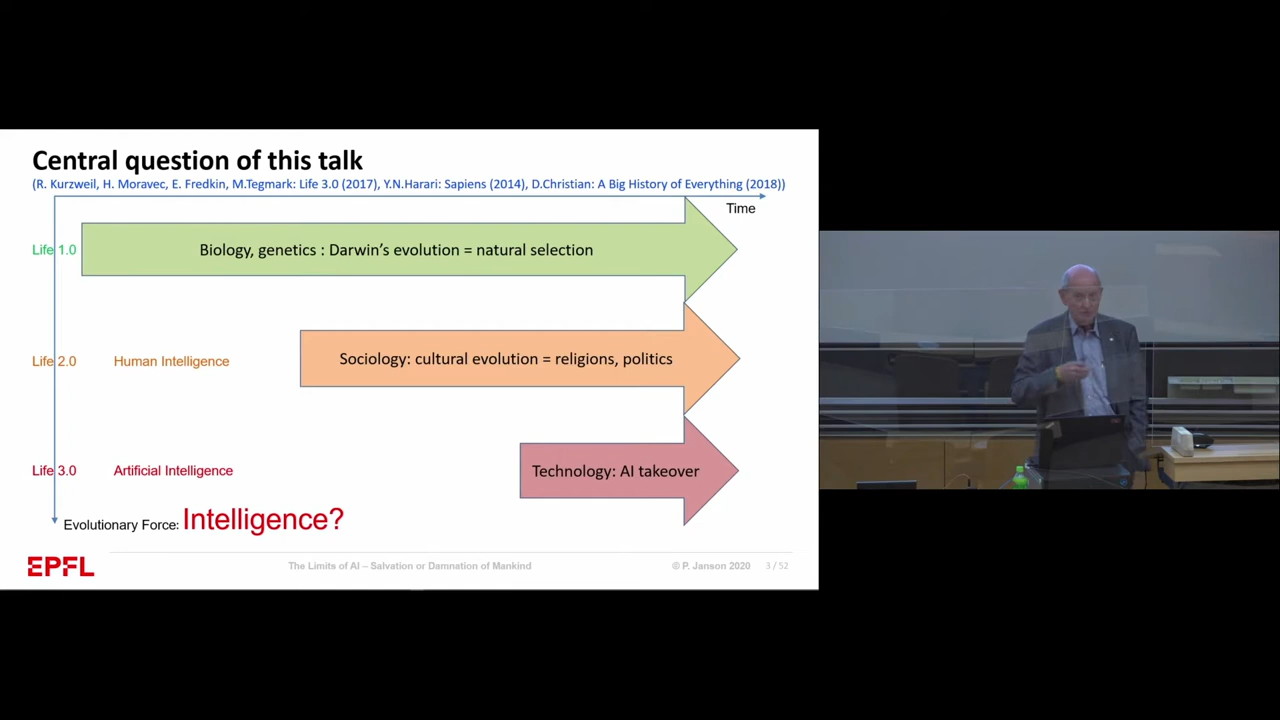 Central question of this talk
(R. Kurzweil, H. Moravec, E. Fredkin, M.Tegmark: Life 3.0 (2017), Y.N.Harari: Sapiens (2014), D.Christian: A Big History of Everything (2018))
Time
Life 1.0
Biology, genetics : Darwin's evolution = natural selection
Life 2.0
Human Intelligence
Sociology: cultural evolution = religions, politics
Life 3.0
Artificial Intelligence
Technology: AI takeover
Evolutionary Force: Intelligence?
EPFL
The Limits of AI – Salvation or Damnation of Mankind
© P. Janson 2020
3 / 52